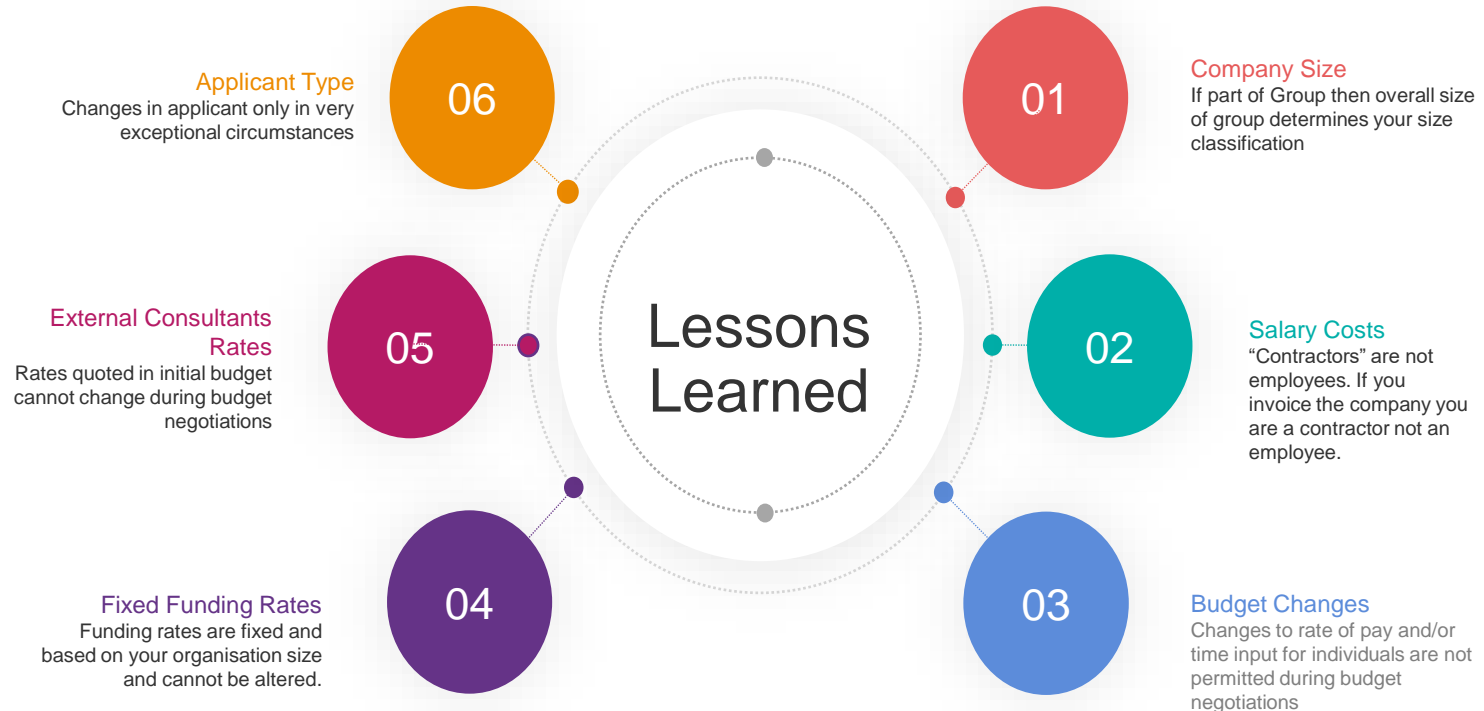 Lessons
Learned
01
Company Size
If part of Group then overall size
of group determines your size
classification
02
Salary Costs
“Contractors” are not
employees. If you
invoice the company you
are a contractor not an
employee.
03
Budget Changes
Changes to rate of pay and/or
time input for individuals are not
permitted during budget
negotiations
04
Fixed Funding Rates
Funding rates are fixed and
based on your organisation size
and cannot be altered.
05
External Consultants
Rates
Rates quoted in initial budget
cannot change during budget
negotiations
06
Applicant Type
Changes in applicant only in very
exceptional circumstances